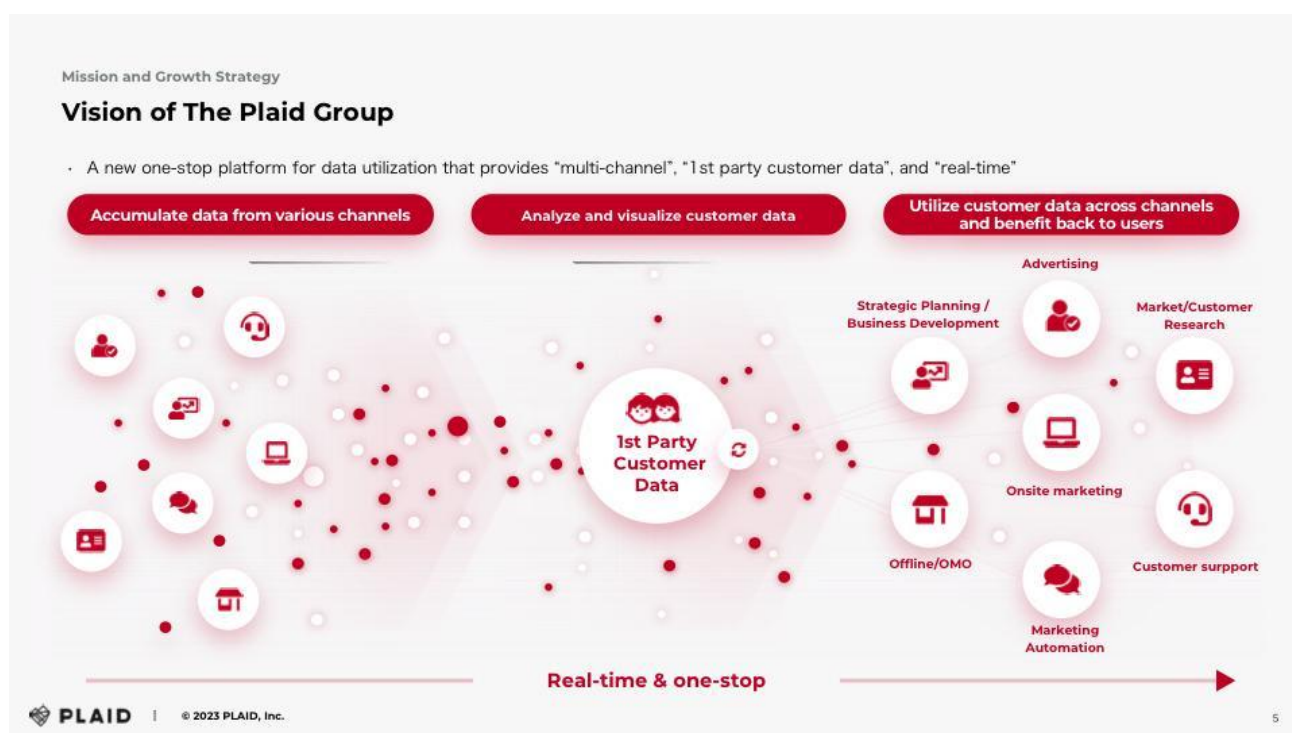 Mission and Growth Strategy
Vision of The Plaid Group
・ A new one-stop platform for data utilization that provides “multi-channel”, “1st party customer data”, and “real-time”
Accumulate data from various channels
Analyze and visualize customer data
Utilize customer data across channels
and benefit back to users
Advertising
Strategic Planning /
Business Development
Market/Customer
Research
1st Party
Customer
Data
Onsite marketing
Offline/OMO
Customer surpport
Marketing
Automation
Real-time & one-stop
PLAID | © 2023 PLAID, Inc.
5